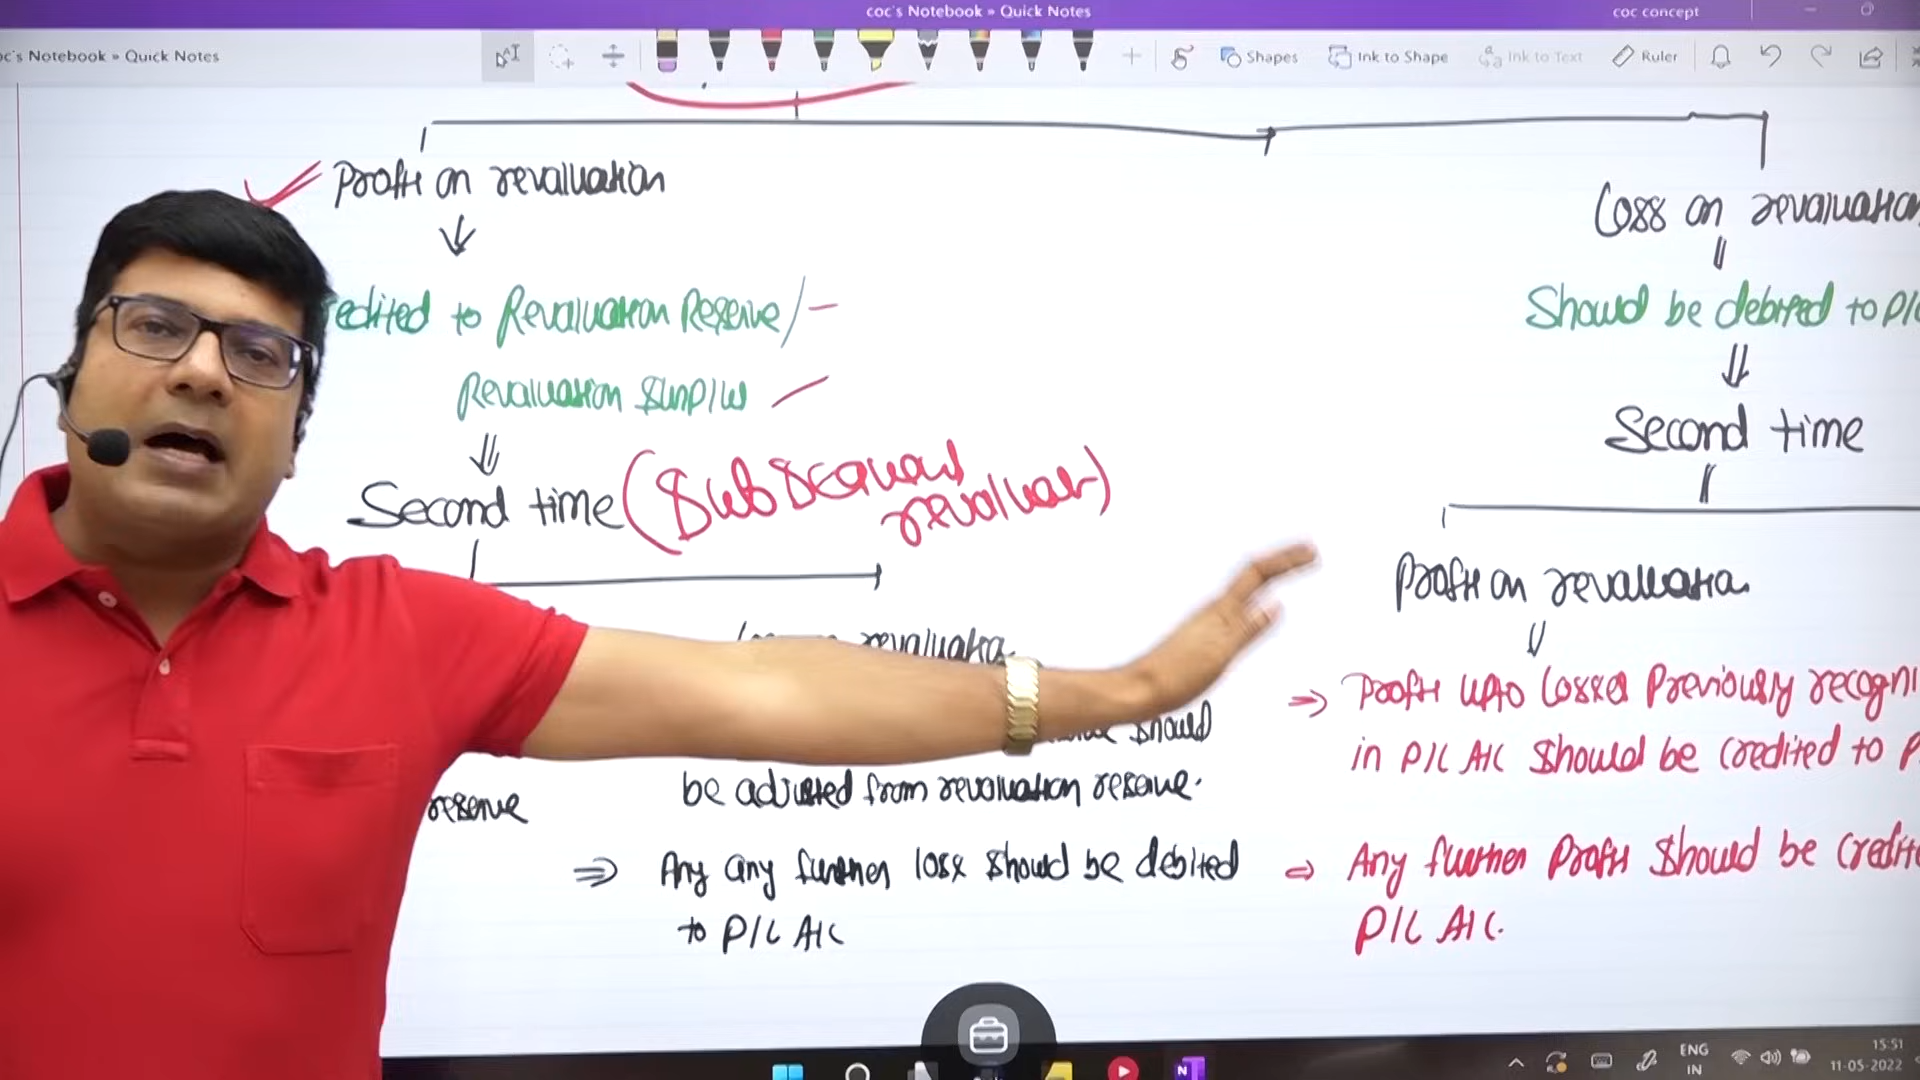 coc's Notebook » Quick Notes
coc concept
oc's Notebook » Quick Notes
Shapes
Ink to Shape
Ink to Text
Ruler
Profit on revaluation
edited to Revaluation Reserve/
Revaluation Surplus
Second time (Subsequent
revaluat)
revaluatio
should
be adjusted from revaluation reserve.
reserve
⇒ Any any further loss should be debited
to P/L A/C
Loss on revaluation
Should be debited to P/L
Second time
Profit on revaluation
⇒ Profit upto losses Previously recogni
in P/L A/C should be credited to P
⇒ Any further Profit should be credite
P/L A/C.
ENG
IN
15:51
11-05-2022